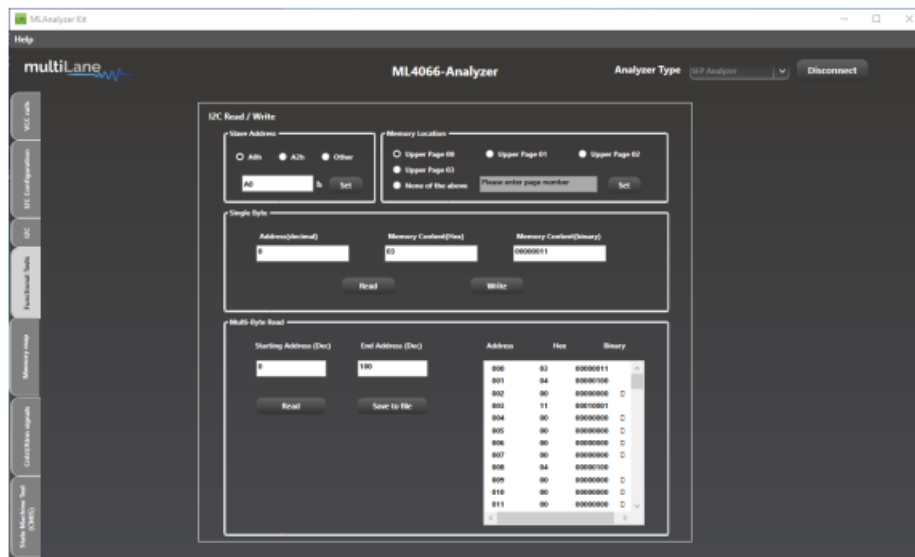 MLAnalyzer Kit
Help
multiLane
ML4066-Analyzer
Analyzer Type
SFP Analyzer
Disconnect
VCC calib
I2C Configuration
I2C
Functional Tests
Memory map
Control/Alarm signals
State Machine Test (CMIS)
I2C Read / Write
Slave Address
A0h
A2h
Other
A0
h
Set
Memory Location
Upper Page 00
Upper Page 01
Upper Page 02
Upper Page 03
None of the above
Please enter page number
Set
Single Byte
Address(decimal)
Memory Content(Hex)
Memory Content(binary)
0
03
00000011
Read
Write
Multi-Byte Read
Starting Address (Dec)
End Address (Dec)
0
100
Read
Save to file
Address Hex Binary
000 03 00000011
001 04 00000100
002 00 00000000
003 11 00010001
004 00 00000000
005 00 00000000
006 00 00000000
007 00 00000000
008 04 00000100
009 00 00000000
010 00 00000000
011 00 00000000